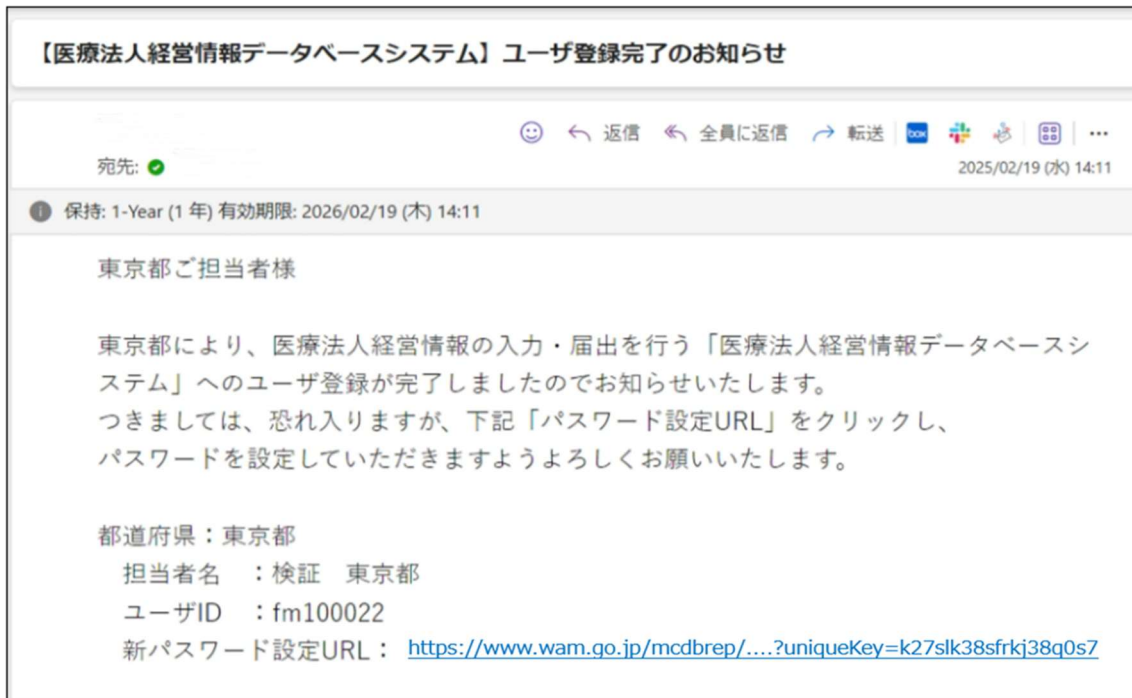 【医療法人経営情報データベースシステム】ユーザ登録完了のお知らせ
返信 全員に返信 転送 box
宛先:
2025/02/19 (水) 14:11
保持: 1-Year (1 年) 有効期限: 2026/02/19 (木) 14:11
東京都ご担当者様
東京都により、医療法人経営情報の入力・届出を行う「医療法人経営情報データベースシ
ステム」へのユーザ登録が完了しましたのでお知らせいたします。
つきましては、恐れ入りますが、下記「パスワード設定URL」をクリックし、
パスワードを設定していただきますようよろしくお願いいたします。
都道府県：東京都
担当者名　：検証　東京都
ユーザID　：fm100022
新パスワード設定URL： https://www.wam.go.jp/mcdbrep/....?uniqueKey=k27slk38sfrkj38q0s7